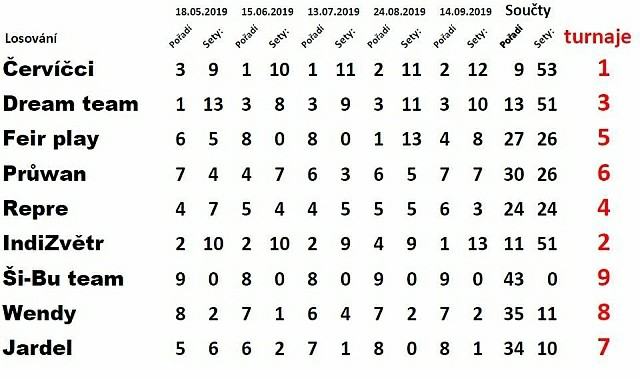 18.05.2019 15.06.2019 13.07.2019 24.08.2019 14.09.2019 Součty
Losování Pořadí Sety: Pořadí Sety: Pořadí Sety: Pořadí Sety: Pořadí Sety: Pořadí Sety: turnaje
Červíčci 3 9 1 10 1 11 2 11 2 12 9 53 1
Dream team 1 13 3 8 3 9 3 11 3 10 13 51 3
Feir play 6 5 8 0 8 0 1 13 4 8 27 26 5
Průwan 7 4 4 7 6 3 6 5 7 7 30 26 6
Repre 4 7 5 4 4 5 5 5 6 3 24 24 4
IndiZvětr 2 10 2 10 2 9 4 9 1 13 11 51 2
Ši-Bu team 9 0 8 0 8 0 9 0 9 0 43 0 9
Wendy 8 2 7 1 6 4 7 2 7 2 35 11 8
Jardel 5 6 6 2 7 1 8 0 8 1 34 10 7